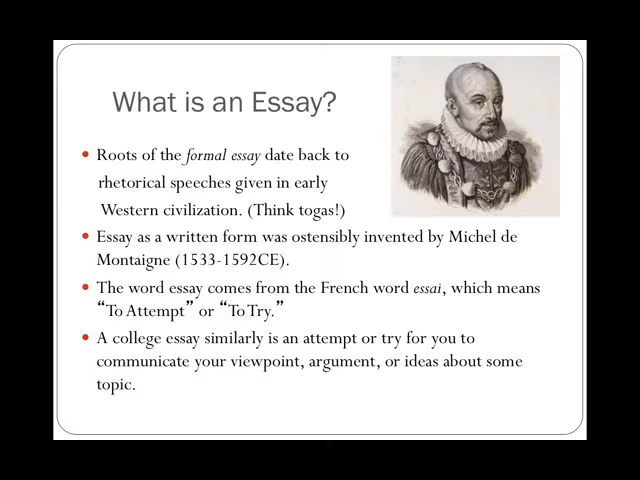 What is an Essay?
• Roots of the formal essay date back to
rhetorical speeches given in early
Western civilization. (Think togas!)
• Essay as a written form was ostensibly invented by Michel de
Montaigne (1533-1592CE).
• The word essay comes from the French word essai, which means
“To Attempt” or “To Try.”
• A college essay similarly is an attempt or try for you to
communicate your viewpoint, argument, or ideas about some
topic.